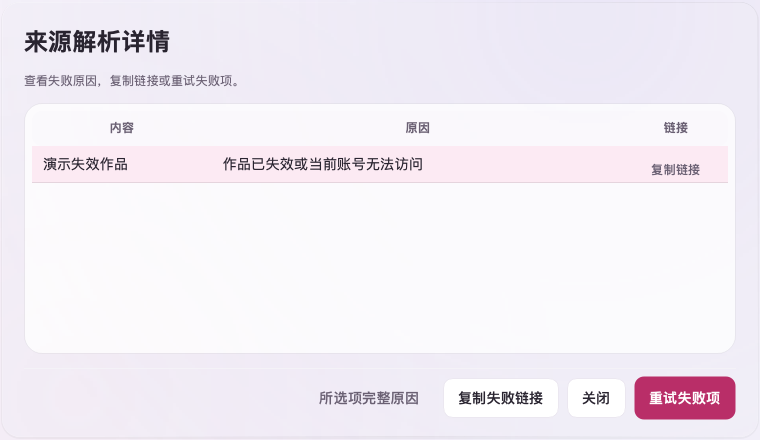 来源解析详情
查看失败原因，复制链接或重试失败项。
内容 原因 链接
演示失效作品 作品已失效或当前账号无法访问 复制链接
所选项完整原因 复制失败链接 关闭 重试失败项